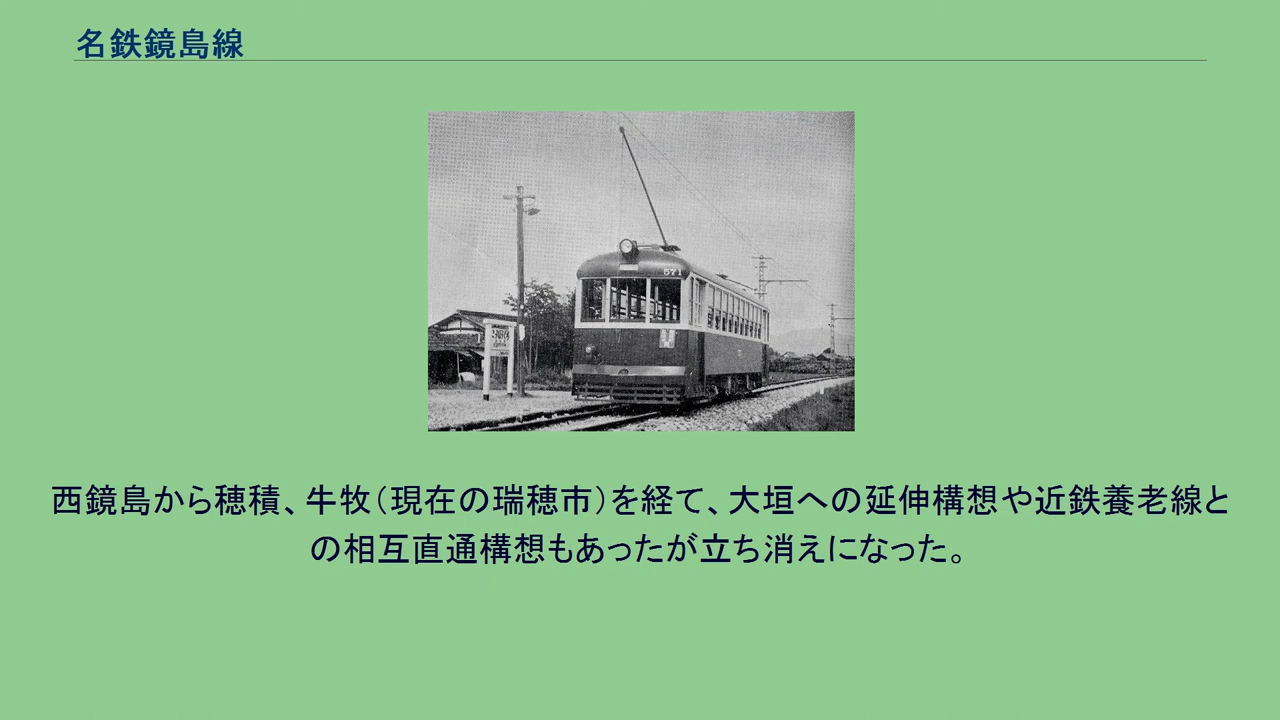 名鉄鏡島線
571
西鏡島から穂積、牛牧（現在の瑞穂市）を経て、大垣への延伸構想や近鉄養老線と
の相互直通構想もあったが立ち消えになった。